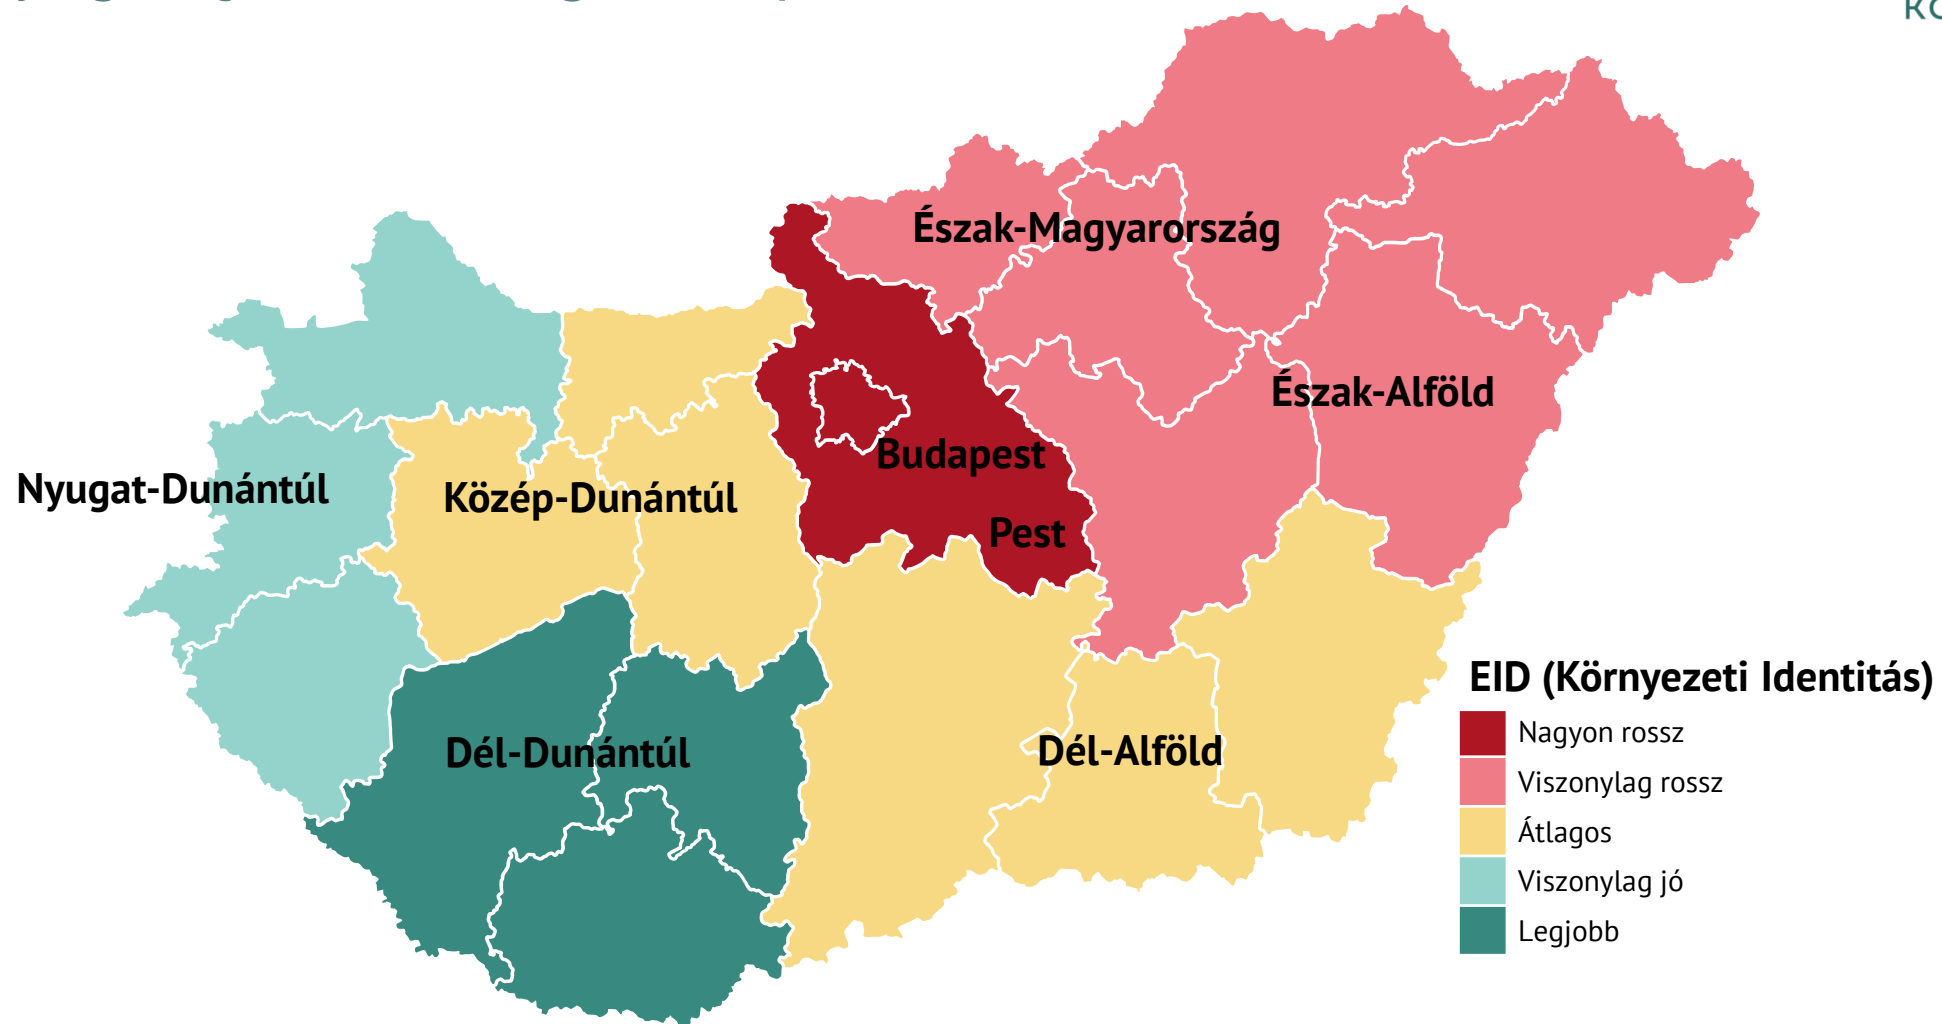 Észak-Magyarország
Észak-Alföld
Budapest
Nyugat-Dunántúl
Közép-Dunántúl
Pest
Dél-Dunántúl
Dél-Alföld
EID (Környezeti Identitás)
Nagyon rossz
Viszonylag rossz
Átlagos
Viszonylag jó
Legjobb